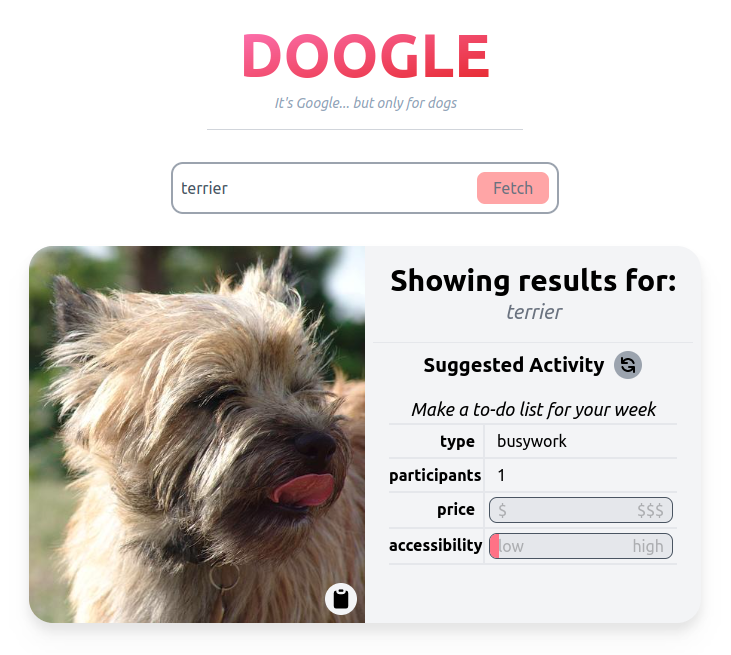 DOOGLE
It's Google... but only for dogs
terrier Fetch
Showing results for:
terrier
Suggested Activity
Make a to-do list for your week
type busywork
participants 1
price $ $$$
accessibility low high